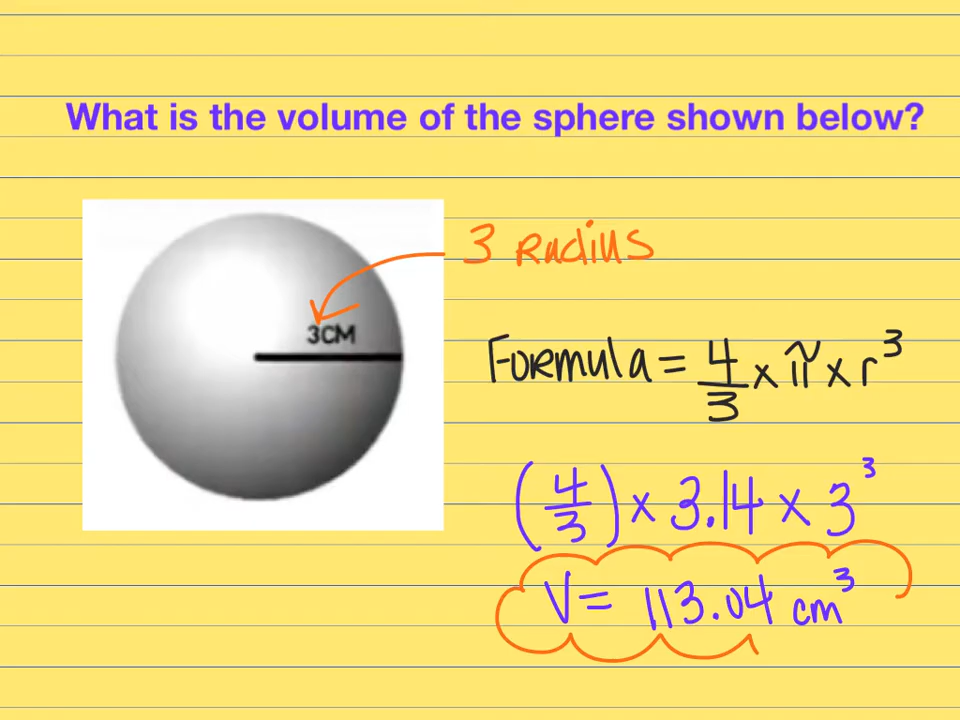 What is the volume of the sphere shown below?
3 Radius
3CM
Formula = 4/3 x π x r³
(4/3) x 3.14 x 3³
V = 113.04 cm³